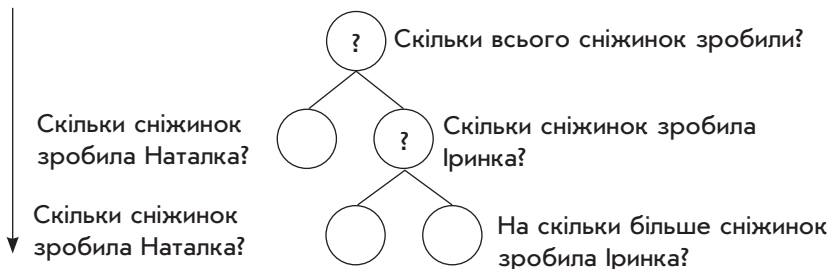 ? Скільки всього сніжинок зробили?
Скільки сніжинок
зробила Наталка?
? Скільки сніжинок зробила
Іринка?
Скільки сніжинок
зробила Наталка?
На скільки більше сніжинок
зробила Іринка?